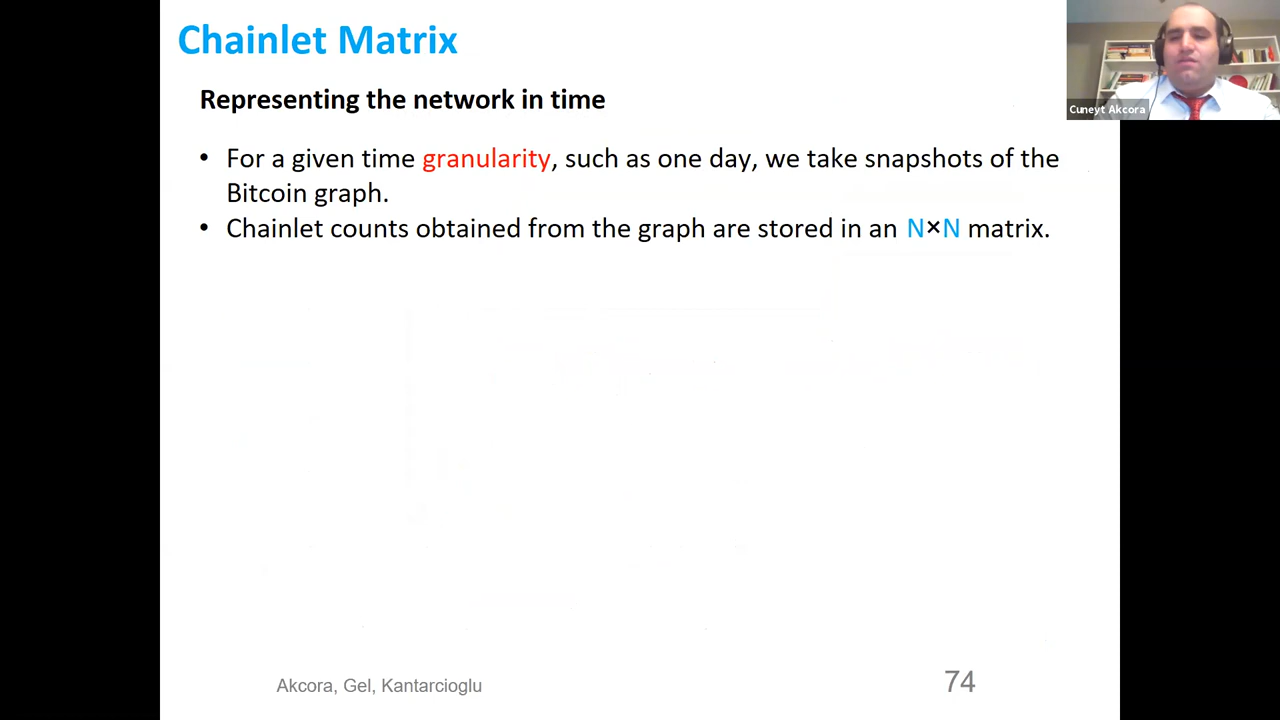 Chainlet Matrix
Cuneyt Akcora
Representing the network in time
• For a given time granularity, such as one day, we take snapshots of the
Bitcoin graph.
• Chainlet counts obtained from the graph are stored in an N×N matrix.
Akcora, Gel, Kantarcioglu
74